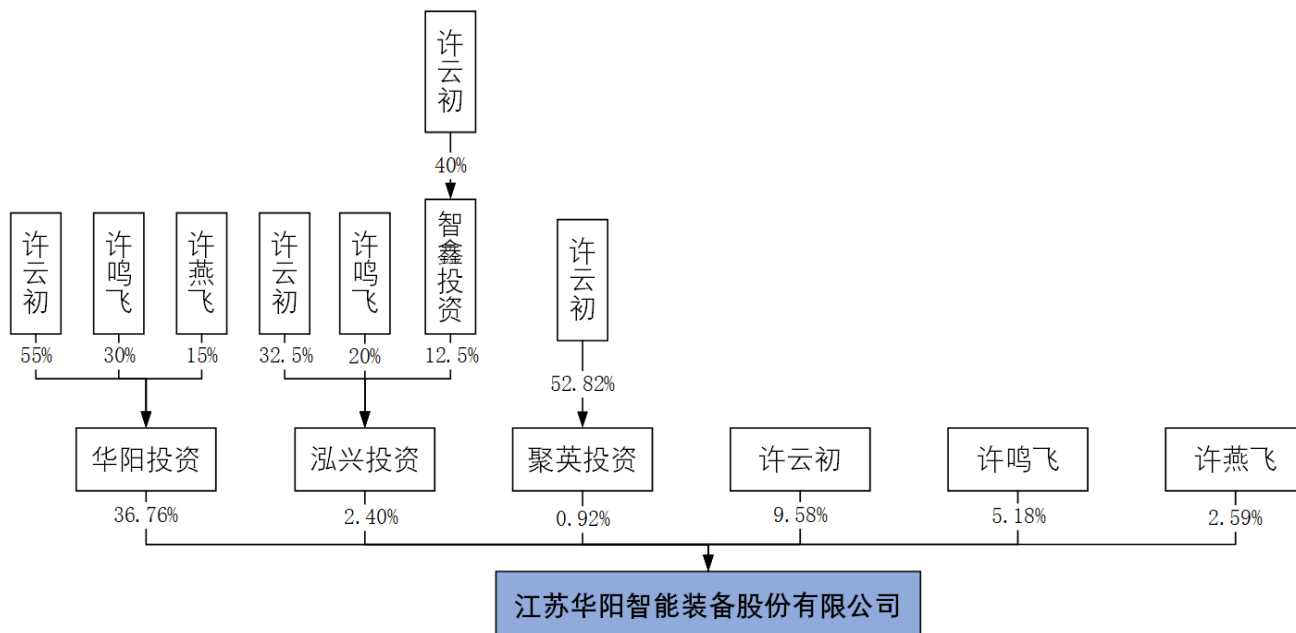 许云初
40%
许云初
许鸣飞
许燕飞
许云初
许鸣飞
智鑫投资
许云初
55%
30%
15%
32.5%
20%
12.5%
52.82%
华阳投资
泓兴投资
聚英投资
许云初
许鸣飞
许燕飞
36.76%
2.40%
0.92%
9.58%
5.18%
2.59%
江苏华阳智能装备股份有限公司